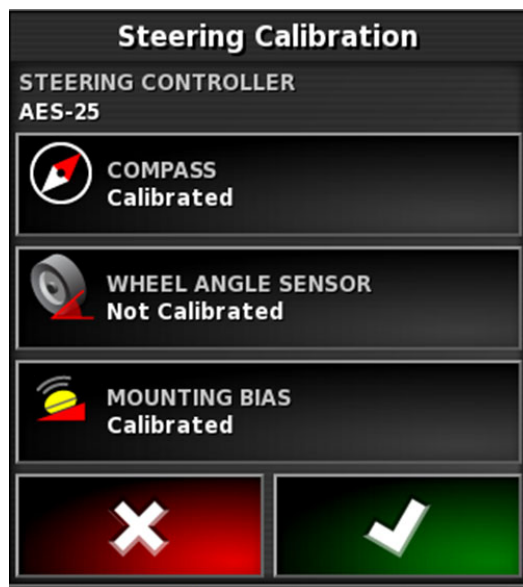 Steering Calibration
STEERING CONTROLLER
AES-25
COMPASS
Calibrated
WHEEL ANGLE SENSOR
Not Calibrated
MOUNTING BIAS
Calibrated